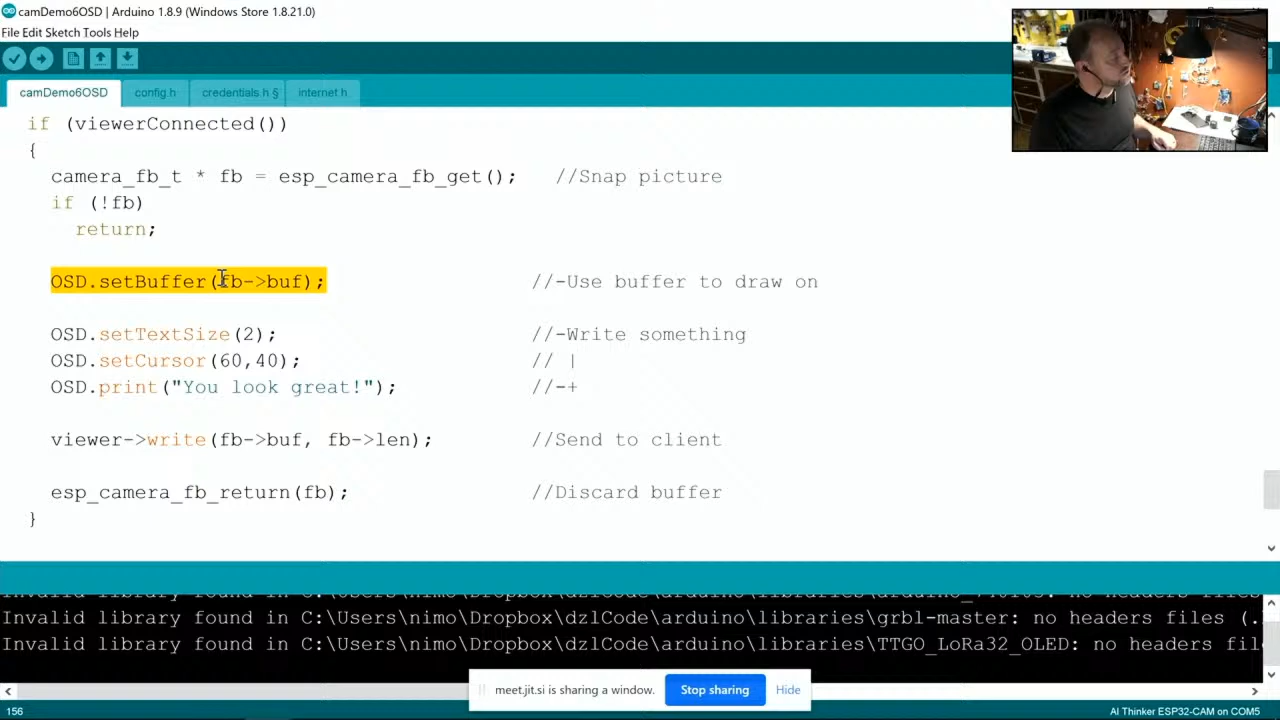 camDemo6OSD | Arduino 1.8.9 (Windows Store 1.8.21.0)
File Edit Sketch Tools Help
camDemo6OSD config.h credentials.h § internet.h
if (viewerConnected())
{
camera_fb_t * fb = esp_camera_fb_get(); //Snap picture
if (!fb)
return;
OSD.setBuffer(fb->buf); //-Use buffer to draw on
OSD.setTextSize(2); //-Write something
OSD.setCursor(60,40); // |
OSD.print("You look great!"); //-+
viewer->write(fb->buf, fb->len); //Send to client
esp_camera_fb_return(fb); //Discard buffer
}
Invalid library found in C:\Users\nimo\Dropbox\dzlCode\arduino\libraries\ no headers files
Invalid library found in C:\Users\nimo\Dropbox\dzlCode\arduino\libraries\grbl-master: no headers files (.
Invalid library found in C:\Users\nimo\Dropbox\dzlCode\arduino\libraries\TTGO_LoRa32_OLED: no headers fil
meet.jit.si is sharing a window. Stop sharing Hide
156 AI Thinker ESP32-CAM on COM5